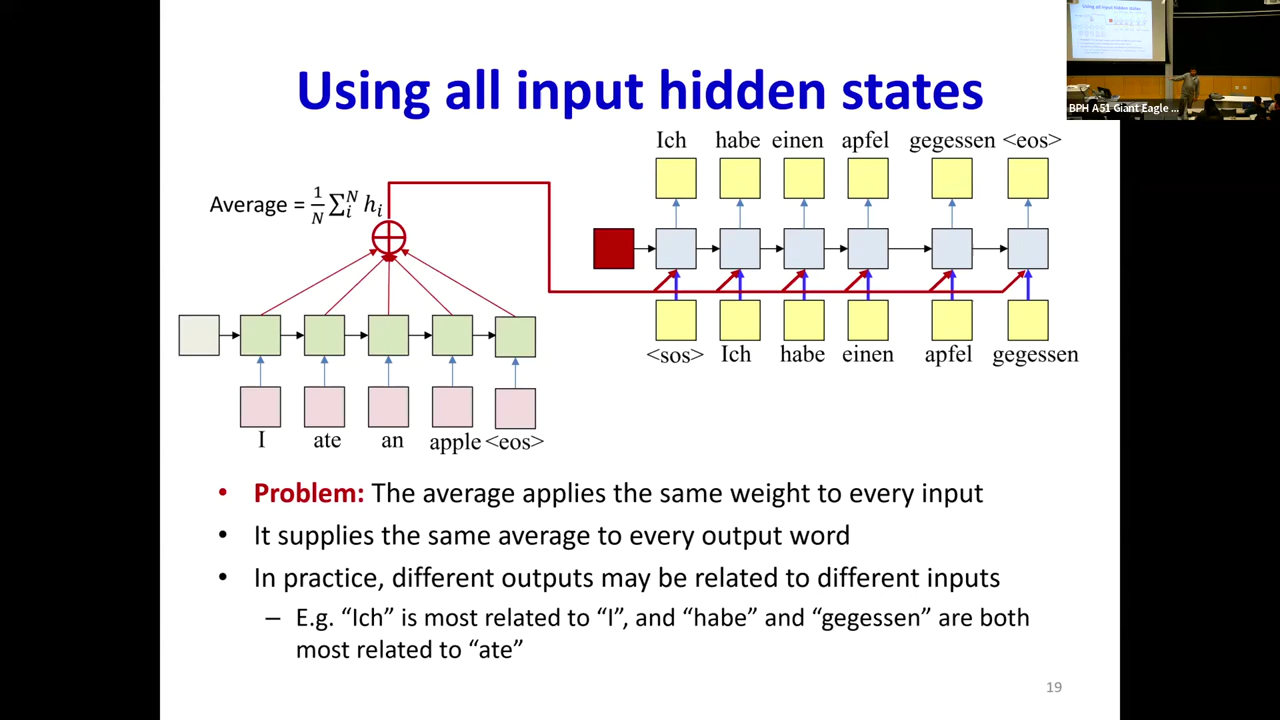 Using all input hidden states
BPH A51 Giant Eagle ...
Ich habe einen apfel gegessen <eos>
Average = 1/N ∑_i^N h_i
<sos> Ich habe einen apfel gegessen
I ate an apple <eos>
• Problem: The average applies the same weight to every input
• It supplies the same average to every output word
• In practice, different outputs may be related to different inputs
– E.g. “Ich” is most related to “I”, and “habe” and “gegessen” are both
most related to “ate”
19